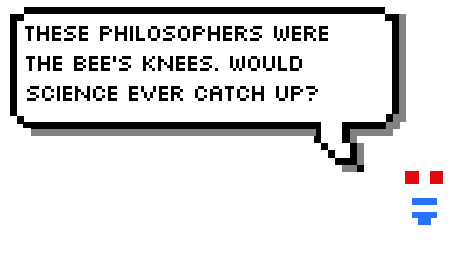 THESE PHILOSOPHERS WERE
THE BEE'S KNEES. WOULD
SCIENCE EVER CATCH UP?